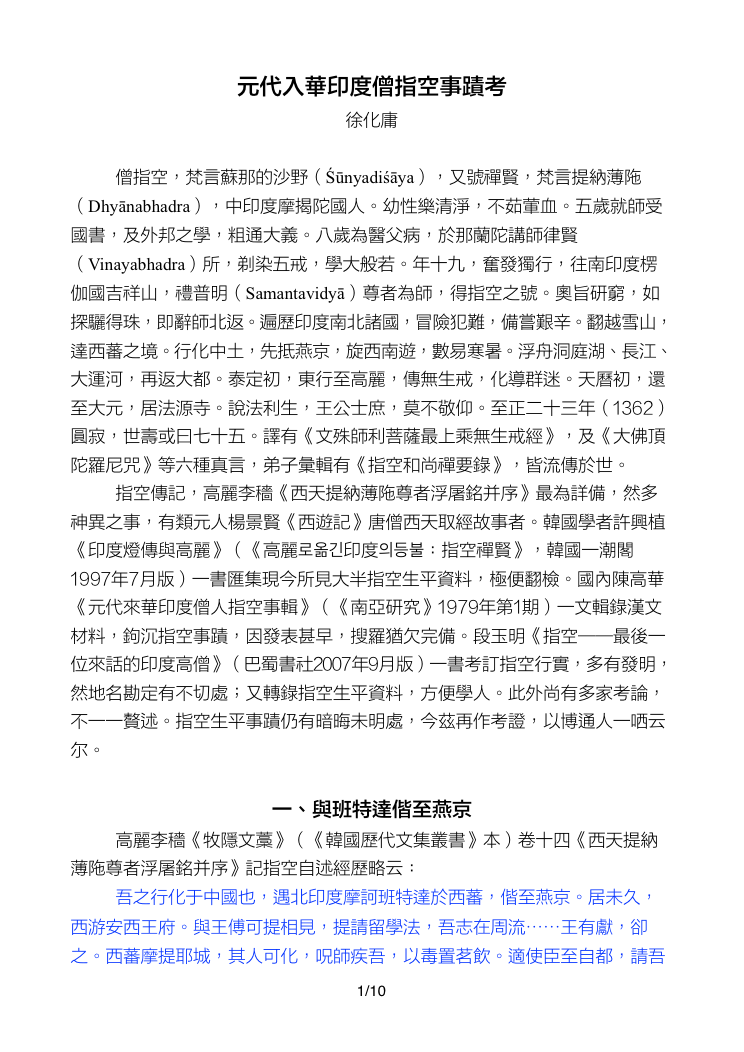 元代入華印度僧指空事蹟考
徐化庸
僧指空，梵言蘇那的沙野（Śūnyadiśāya），又號禪賢，梵言提納薄陁
（Dhyānabhadra），中印度摩揭陀國人。幼性樂清淨，不茹葷血。五歲就師受
國書，及外邦之學，粗通大義。八歲為醫父病，於那蘭陀講師律賢
（Vinayabhadra）所，剃染五戒，學大般若。年十九，奮發獨行，往南印度楞
伽國吉祥山，禮普明（Samantavidyā）尊者為師，得指空之號。奧旨研窮，如
探驪得珠，即辭師北返。遍歷印度南北諸國，冒險犯難，備嘗艱辛。翻越雪山，
達西蕃之境。行化中土，先抵燕京，旋西南遊，數易寒暑。浮舟洞庭湖、長江、
大運河，再返大都。泰定初，東行至高麗，傳無生戒，化導群迷。天曆初，還
至大元，居法源寺。說法利生，王公士庶，莫不敬仰。至正二十三年（1362）
圓寂，世壽或曰七十五。譯有《文殊師利菩薩最上乘無生戒經》，及《大佛頂
陀羅尼咒》等六種真言，弟子彙輯有《指空和尚禪要錄》，皆流傳於世。
指空傳記，高麗李穡《西天提納薄陁尊者浮屠銘并序》最為詳備，然多
神異之事，有類元人楊景賢《西遊記》唐僧西天取經故事者。韓國學者許興植
《印度燈傳與高麗》（《高麗로옮긴印度의등불：指空禪賢》，韓國一潮閣
1997年7月版）一書匯集現今所見大半指空生平資料，極便翻檢。國內陳高華
《元代來華印度僧人指空事輯》（《南亞研究》1979年第1期）一文輯錄漢文
材料，鉤沉指空事蹟，因發表甚早，搜羅猶欠完備。段玉明《指空——最後一
位來話的印度高僧》（巴蜀書社2007年9月版）一書考訂指空行實，多有發明，
然地名勘定有不切處；又轉錄指空生平資料，方便學人。此外尚有多家考論，
不一一贅述。指空生平事蹟仍有暗晦未明處，今茲再作考證，以博通人一哂云
尔。
一、與班特達偕至燕京
高麗李穡《牧隱文藁》（《韓國歷代文集叢書》本）卷十四《西天提納
薄陁尊者浮屠銘并序》記指空自述經歷略云：
吾之行化于中國也，遇北印度摩訶班特達於西蕃，偕至燕京。居未久，
西游安西王府。與王傅可提相見，提請留學法，吾志在周流⋯⋯王有獻，卻
之。西蕃摩提耶城，其人可化，呪師疾吾，以毒置茗飲。適使臣至自都，請吾
1/10